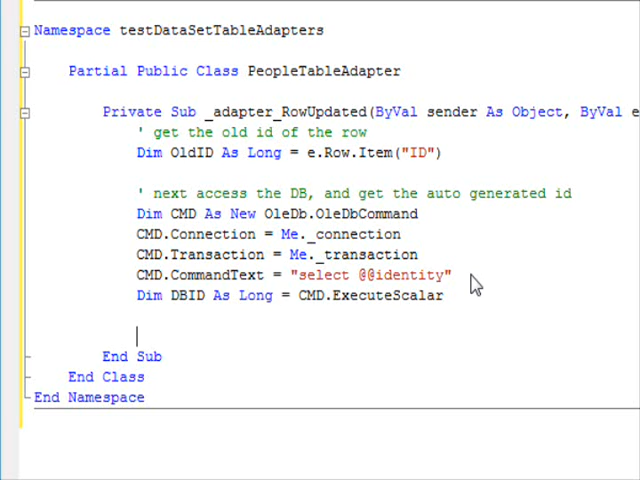 Namespace testDataSetTableAdapters
Partial Public Class PeopleTableAdapter
Private Sub _adapter_RowUpdated(ByVal sender As Object, ByVal e
' get the old id of the row
Dim OldID As Long = e.Row.Item("ID")
' next access the DB, and get the auto generated id
Dim CMD As New OleDb.OleDbCommand
CMD.Connection = Me._connection
CMD.Transaction = Me._transaction
CMD.CommandText = "select @@identity"
Dim DBID As Long = CMD.ExecuteScalar
End Sub
End Class
End Namespace